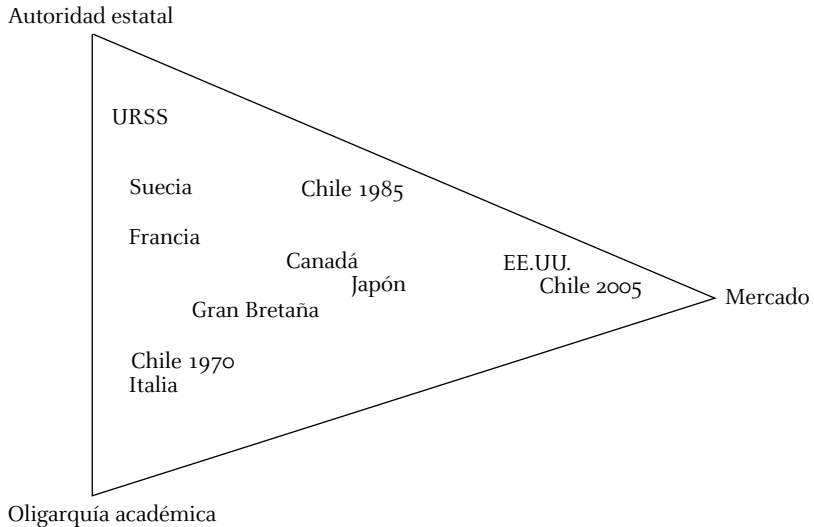 Autoridad estatal
URSS
Suecia
Chile 1985
Francia
Canadá
EE.UU.
Japón
Chile 2005
Mercado
Gran Bretaña
Chile 1970
Italia
Oligarquía académica